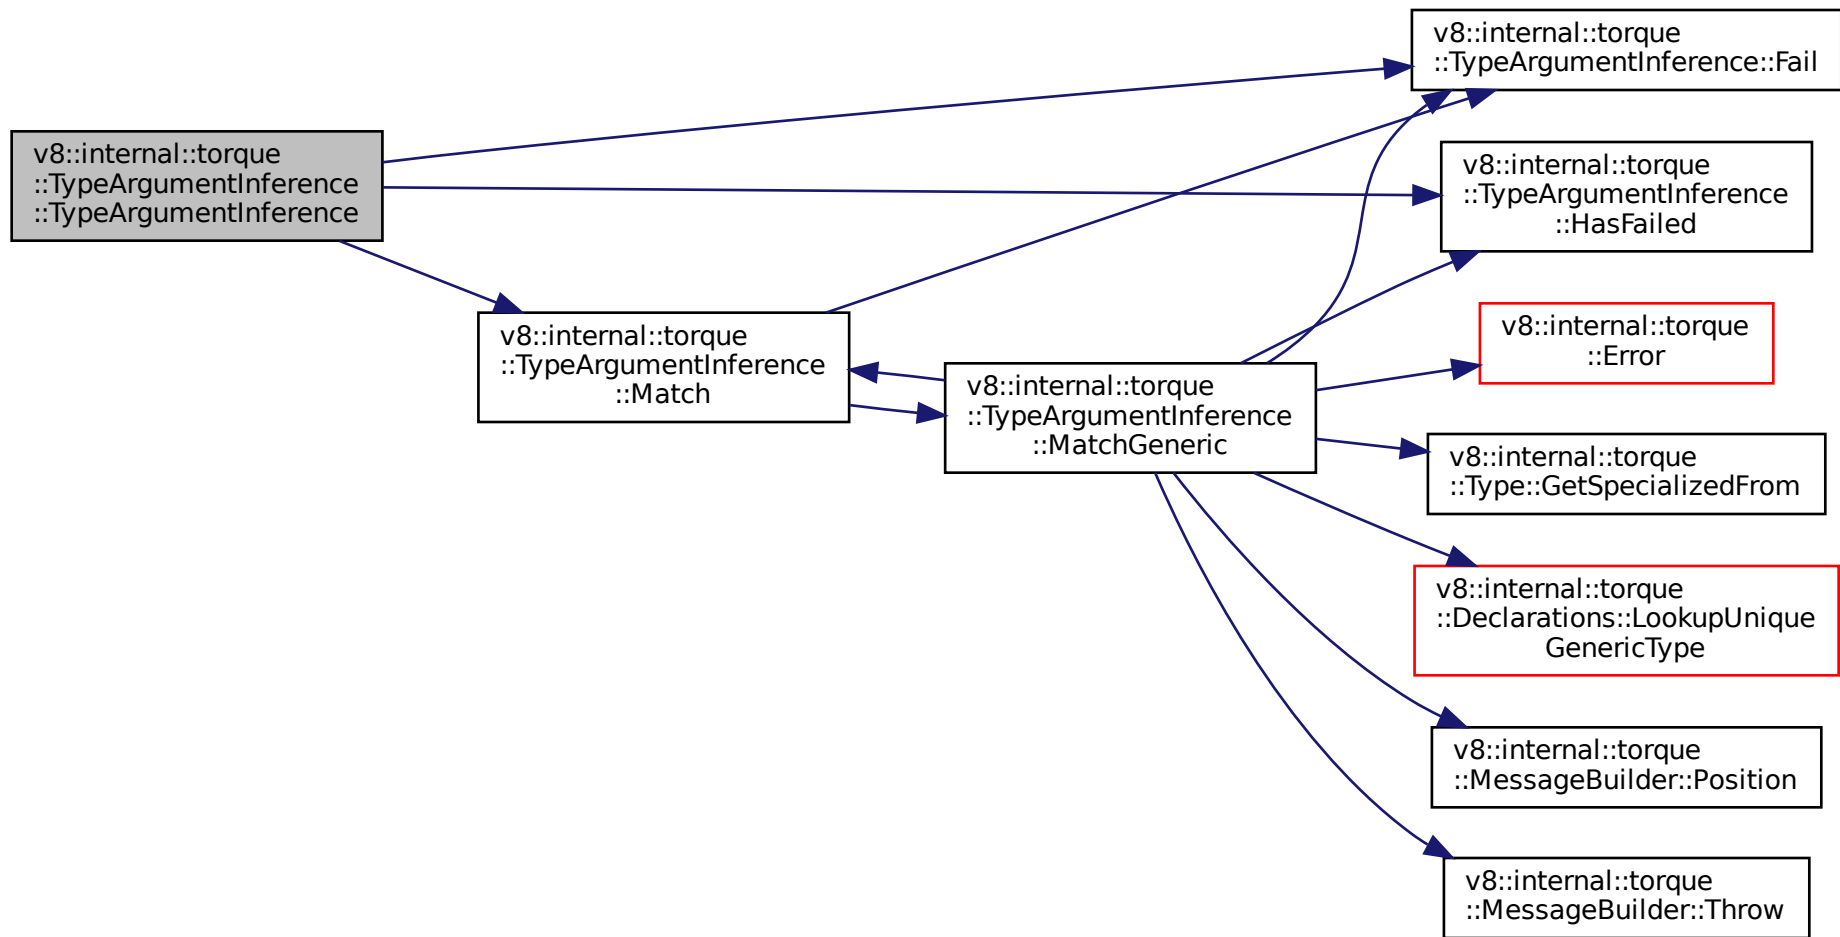 v8::internal::torque
::TypeArgumentInference
::TypeArgumentInference
v8::internal::torque
::TypeArgumentInference
::Match
v8::internal::torque
::TypeArgumentInference
::MatchGeneric
v8::internal::torque
::TypeArgumentInference::Fail
v8::internal::torque
::TypeArgumentInference
::HasFailed
v8::internal::torque
::Error
v8::internal::torque
::Type::GetSpecializedFrom
v8::internal::torque
::Declarations::LookupUnique
GenericType
v8::internal::torque
::MessageBuilder::Position
v8::internal::torque
::MessageBuilder::Throw